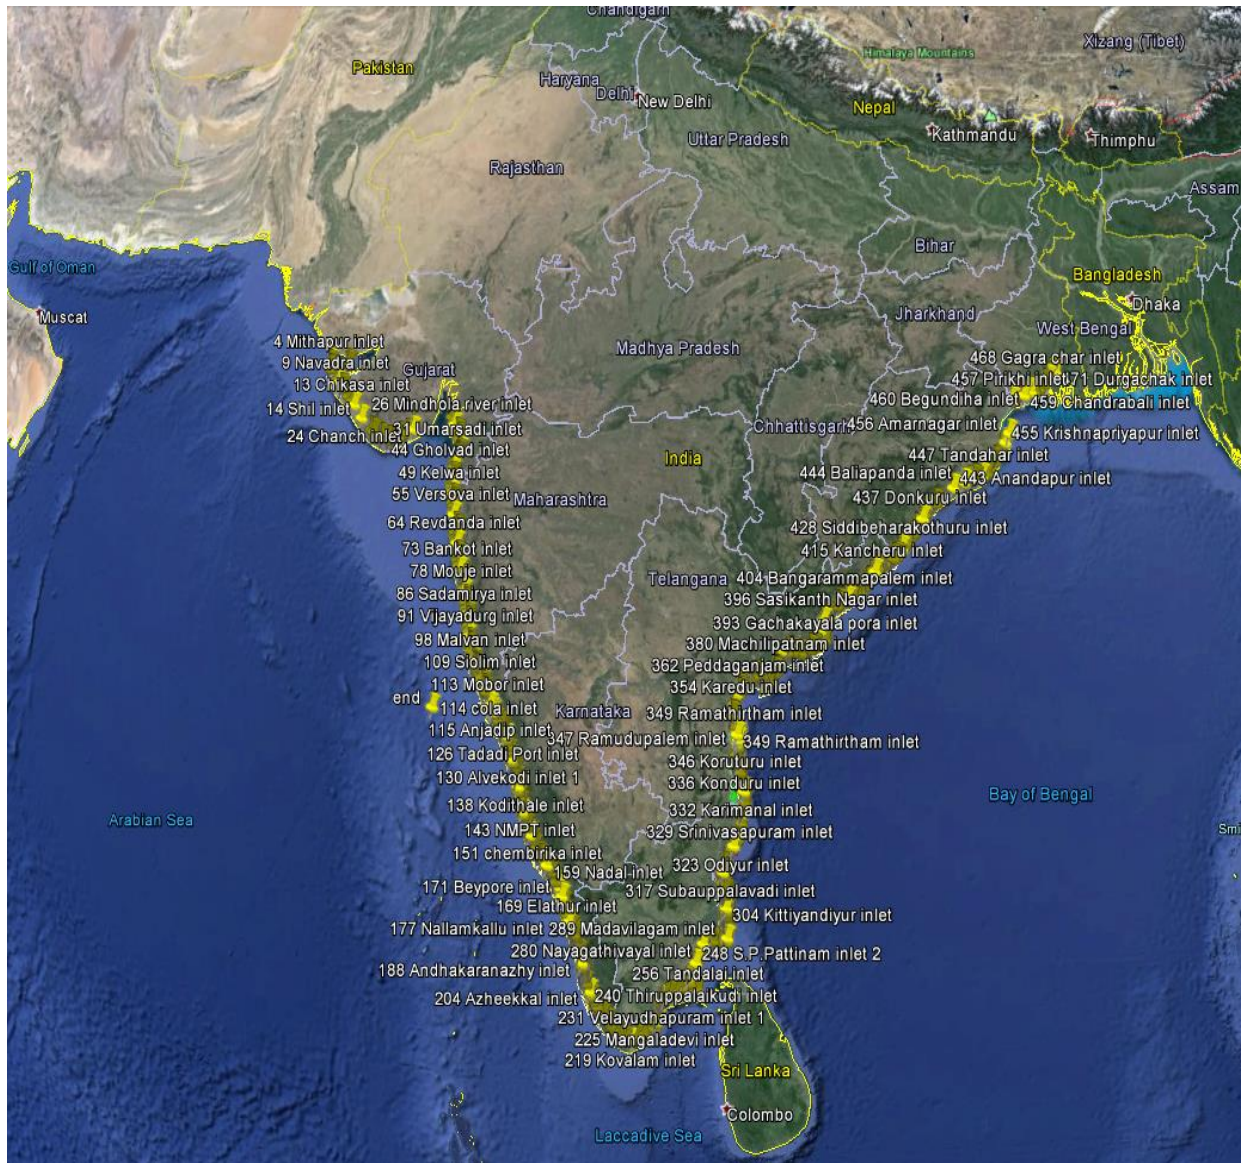 Chandigarh
Xizang (Tibet)
Himalaya Mountains
Pakistan
Haryana
Delhi
New Delhi
Nepal
Kathmandu
Thimphu
Uttar Pradesh
Rajasthan
Assam
Bihar
Gulf of Oman
Bangladesh
Dhaka
Muscat
Jharkhand
West Bengal
4 Mithapur inlet
Madhya Pradesh
468 Gagra char inlet
9 Navadra inlet
Gujarat
457 Pirikhi inlet
71 Durgachak inlet
13 Chikasa inlet
460 Begundiha inlet
459 Chandrabali inlet
14 Shil inlet
26 Mindhola river inlet
Chhattisgarh
456 Amarnagar inlet
24 Chanch inlet
31 Umarsadi inlet
455 Krishnapriyapur inlet
44 Gholvad inlet
India
447 Tandahar inlet
49 Kelwa inlet
444 Baliapanda inlet
443 Anandapur inlet
55 Versova inlet
Maharashtra
437 Donkuru inlet
64 Revdanda inlet
428 Siddibeharakothuru inlet
73 Bankot inlet
415 Kancheru inlet
78 Mouje inlet
Telangana
404 Bangarammapalem inlet
86 Sadamirya inlet
396 Sasikanth Nagar inlet
91 Vijayadurg inlet
393 Gachakayala pora inlet
98 Malvan inlet
380 Machilipatnam inlet
109 Siolim inlet
362 Peddaganjam inlet
113 Mobor inlet
354 Karedu inlet
end
114 cola inlet
Karnataka
349 Ramathirtham inlet
115 Anjadip inlet
347 Ramudupalem inlet
349 Ramathirtham inlet
126 Tadadi Port inlet
346 Koruturu inlet
130 Alvekodi inlet 1
336 Konduru inlet
Bay of Bengal
138 Kodithale inlet
332 Karimanal inlet
Arabian Sea
143 NMPT inlet
329 Srinivasapuram inlet
Smi
151 chembirika inlet
159 Nadal inlet
323 Odiyur inlet
171 Beypore inlet
317 Subauppalavadi inlet
169 Elathur inlet
304 Kittiyandiyur inlet
177 Nallamkallu inlet
289 Madavilagam inlet
280 Nayagathivayal inlet
248 S.P.Pattinam inlet 2
188 Andhakaranazhy inlet
256 Tandalai inlet
204 Azheekkal inlet
240 Thiruppalaikudi inlet
231 Velayudhapuram inlet 1
225 Mangaladevi inlet
219 Kovalam inlet
Sri Lanka
Colombo
Laccadive Sea